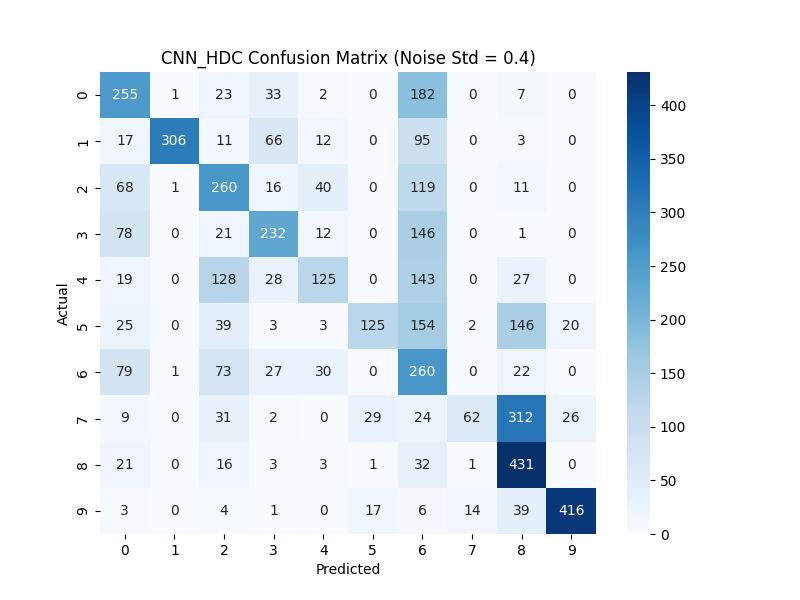 CNN_HDC Confusion Matrix (Noise Std = 0.4)
0 255 1 23 33 2 0 182 0 7 0
1 17 306 11 66 12 0 95 0 3 0
2 68 1 260 16 40 0 119 0 11 0
3 78 0 21 232 12 0 146 0 1 0
4 19 0 128 28 125 0 143 0 27 0
5 25 0 39 3 3 125 154 2 146 20
6 79 1 73 27 30 0 260 0 22 0
7 9 0 31 2 0 29 24 62 312 26
8 21 0 16 3 3 1 32 1 431 0
9 3 0 4 1 0 17 6 14 39 416
0 1 2 3 4 5 6 7 8 9
Predicted
Actual
400
350
300
250
200
150
100
50
0